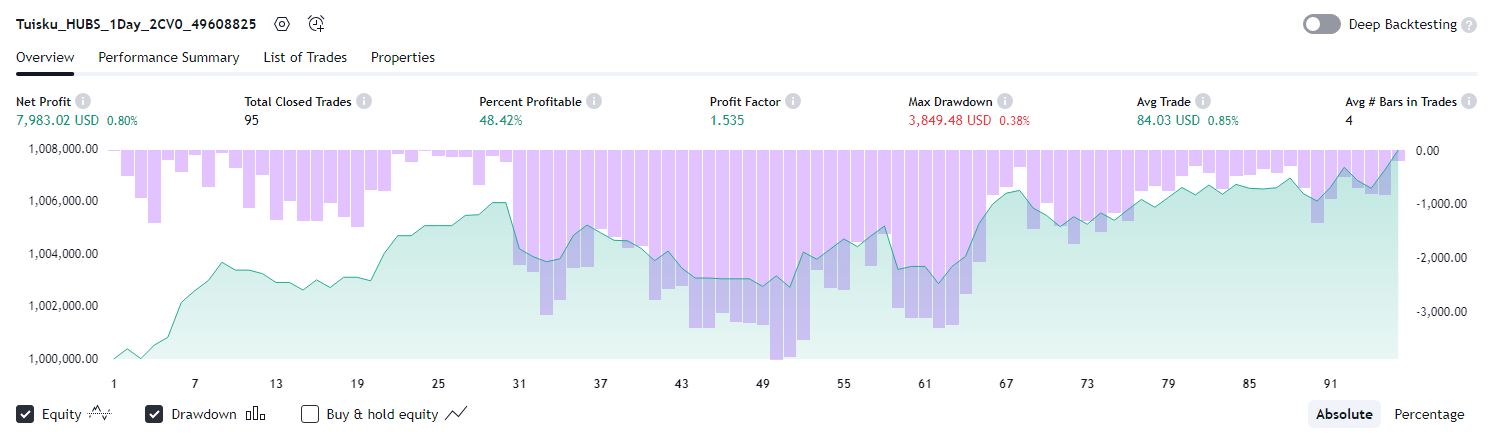 Tuisku_HUBS_1Day_2CV0_49608825
Deep Backtesting ?
Overview Performance Summary List of Trades Properties
Net Profit Total Closed Trades Percent Profitable Profit Factor Max Drawdown Avg Trade Avg # Bars in Trades
7,983.02 USD 0.80% 95 48.42% 1.535 3,849.48 USD 0.38% 84.03 USD 0.85% 4
1,008,000.00 0.00
1,006,000.00 -1,000.00
1,004,000.00 -2,000.00
1,002,000.00 -3,000.00
1,000,000.00
1 7 13 19 25 31 37 43 49 55 61 67 73 79 85 91
Equity Drawdown Buy & hold equity Absolute Percentage